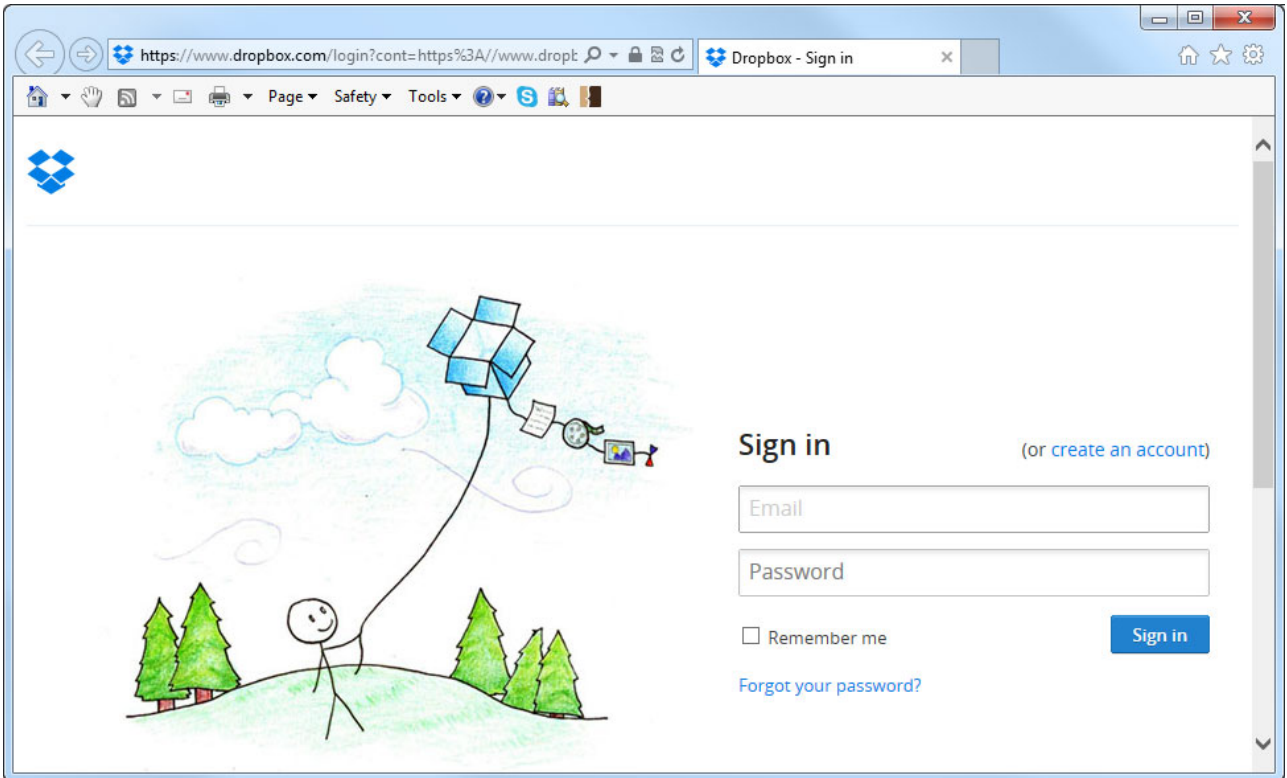 https://www.dropbox.com/login?cont=https%3A//www.dropb
Dropbox - Sign in
Page
Safety
Tools
Sign in
(or create an account)
Email
Password
Remember me
Sign in
Forgot your password?